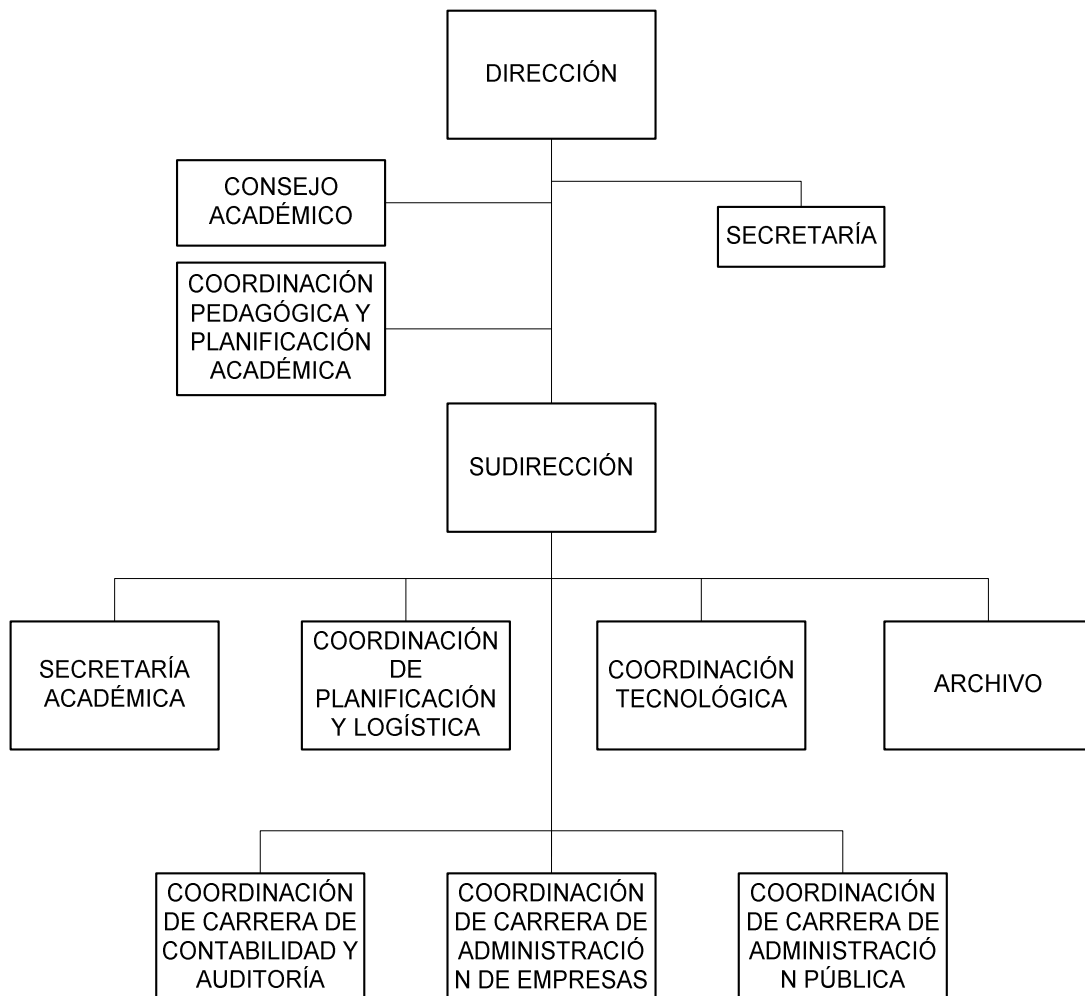 DIRECCIÓN
CONSEJO
ACADÉMICO
SECRETARÍA
COORDINACIÓN
PEDAGÓGICA Y
PLANIFICACIÓN
ACADÉMICA
SUDIRECCIÓN
SECRETARÍA
ACADÉMICA
COORDINACIÓN
DE
PLANIFICACIÓN
Y LOGÍSTICA
COORDINACIÓN
TECNOLÓGICA
ARCHIVO
COORDINACIÓN
DE CARRERA DE
CONTABILIDAD Y
AUDITORÍA
COORDINACIÓN
DE CARRERA DE
ADMINISTRACIÓ
N DE EMPRESAS
COORDINACIÓN
DE CARRERA DE
ADMINISTRACIÓ
N PÚBLICA